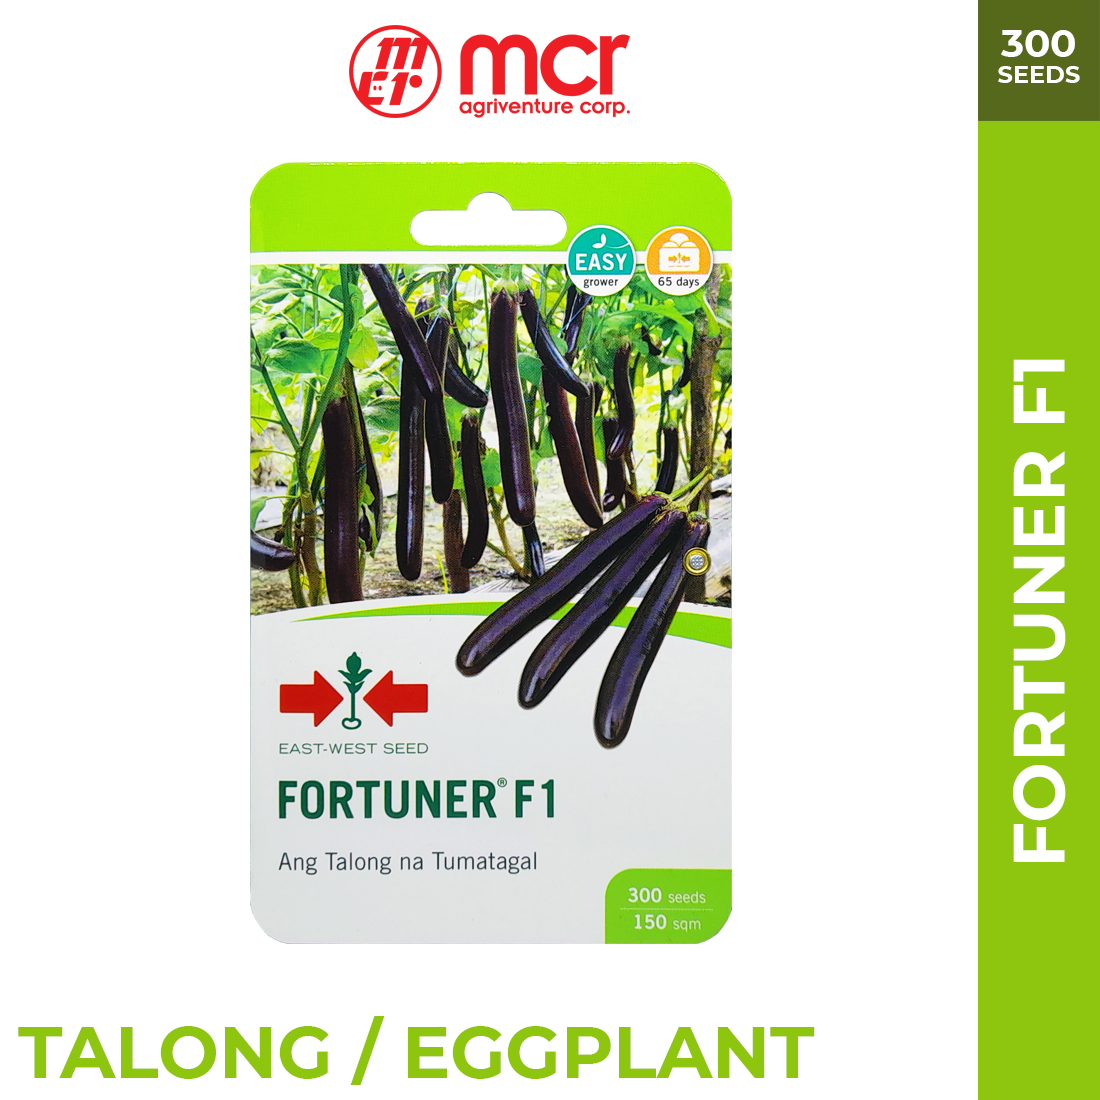 mcr
mcr
agriventure corp.
300
SEEDS
EASY
grower
65 days
EAST-WEST SEED
FORTUNER® F1
Ang Talong na Tumatagal
300 seeds
150 sqm
FORTUNER F1
TALONG / EGGPLANT